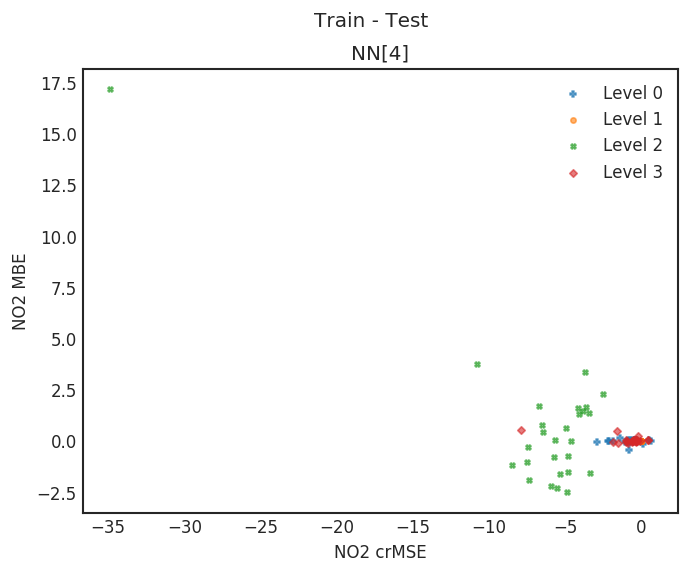 Train - Test
NN[4]
17.5
15.0
12.5
10.0
7.5
5.0
2.5
0.0
−2.5
NO2 MBE
Level 0
Level 1
Level 2
Level 3
−35 −30 −25 −20 −15 −10 −5 0
NO2 crMSE